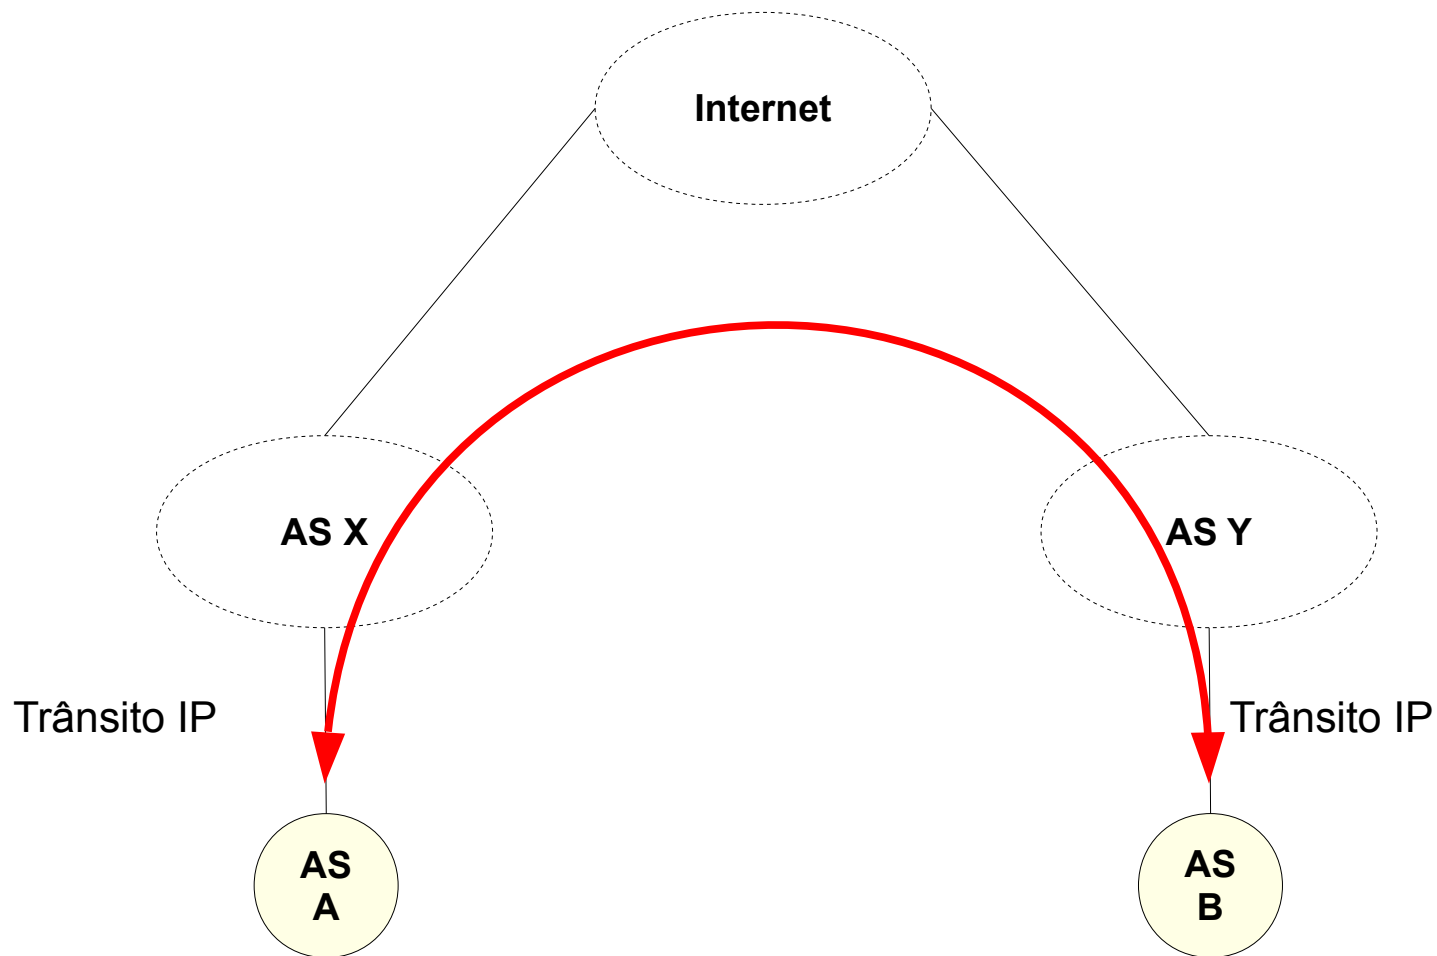 Internet
AS X
AS Y
Trânsito IP
Trânsito IP
AS
A
AS
B